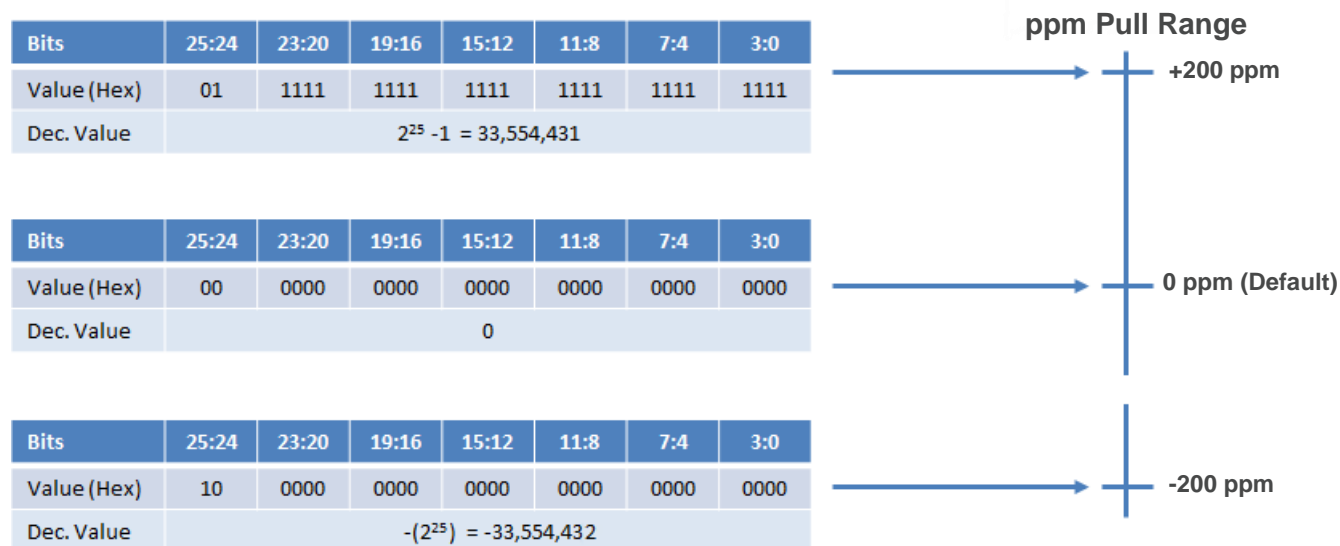 ppm Pull Range
Bits 25:24 23:20 19:16 15:12 11:8 7:4 3:0
Value (Hex) 01 1111 1111 1111 1111 1111 1111
Dec. Value 2²⁵ -1 = 33,554,431
+200 ppm
Bits 25:24 23:20 19:16 15:12 11:8 7:4 3:0
Value (Hex) 00 0000 0000 0000 0000 0000 0000
Dec. Value 0
0 ppm (Default)
Bits 25:24 23:20 19:16 15:12 11:8 7:4 3:0
Value (Hex) 10 0000 0000 0000 0000 0000 0000
Dec. Value -(2²⁵) = -33,554,432
-200 ppm